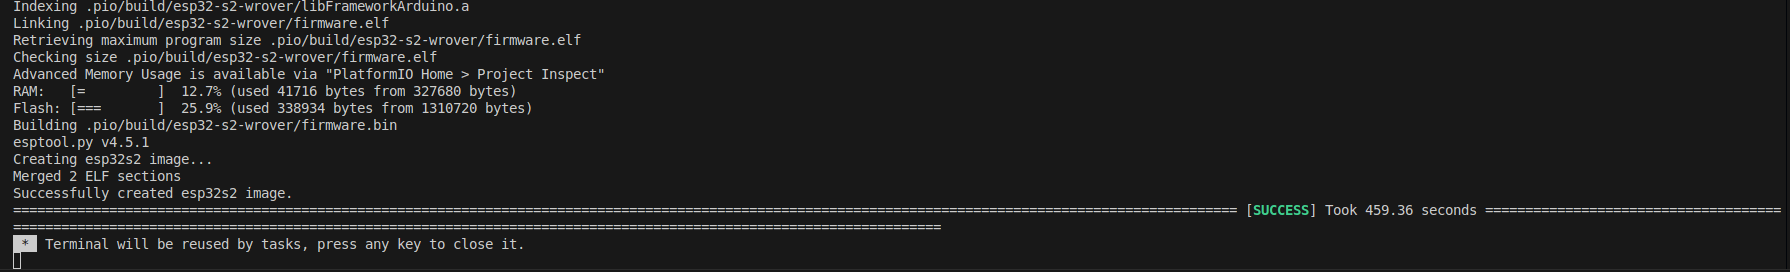 Indexing .pio/build/esp32-s2-wrover/libFrameworkArduino.a
Linking .pio/build/esp32-s2-wrover/firmware.elf
Retrieving maximum program size .pio/build/esp32-s2-wrover/firmware.elf
Checking size .pio/build/esp32-s2-wrover/firmware.elf
Advanced Memory Usage is available via "PlatformIO Home > Project Inspect"
RAM:   [=         ]  12.7% (used 41716 bytes from 327680 bytes)
Flash: [===       ]  25.9% (used 338934 bytes from 1310720 bytes)
Building .pio/build/esp32-s2-wrover/firmware.bin
esptool.py v4.5.1
Creating esp32s2 image...
Merged 2 ELF sections
Successfully created esp32s2 image.
========================================================================================================================================================= [SUCCESS] Took 459.36 seconds =====================================
====================================================================================================================
* Terminal will be reused by tasks, press any key to close it.